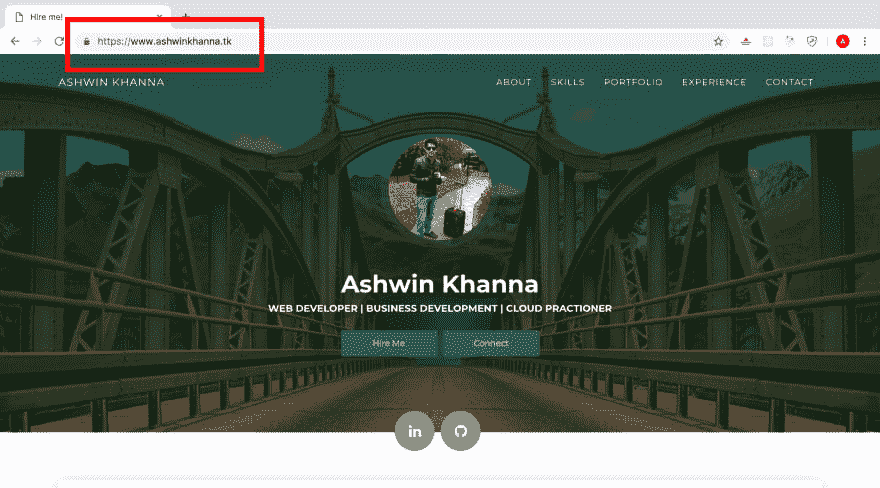 Hire me!
https://www.ashwinkhanna.tk
A
ASHWIN KHANNA
ABOUT SKILLS PORTFOLIO EXPERIENCE CONTACT
Ashwin Khanna
WEB DEVELOPER | BUSINESS DEVELOPMENT | CLOUD PRACTIONER
Hire Me Connect
in